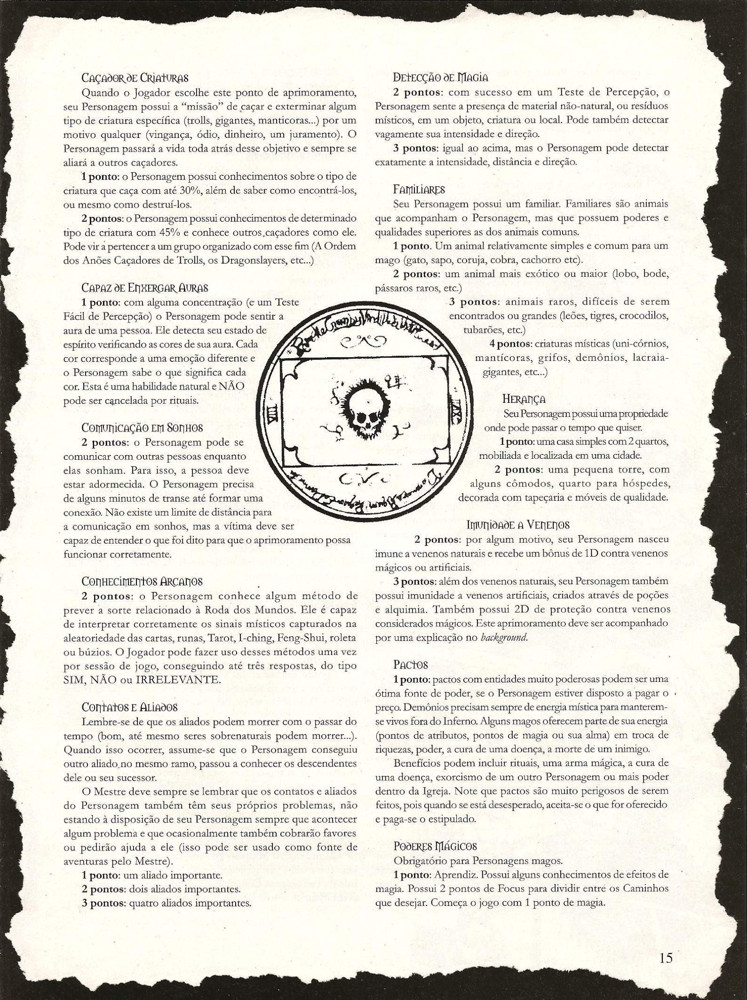 Caçador de Criaturas
Quando o Jogador escolhe este ponto de aprimoramento,
seu Personagem possui a “missão” de caçar e exterminar algum
tipo de criatura específica (trolls, gigantes, manticoras...) por um
motivo qualquer (vingança, ódio, dinheiro, um juramento). O
Personagem passará a vida toda atrás desse objetivo e sempre se
aliará a outros caçadores.
1 ponto: o Personagem possui conhecimentos sobre o tipo de
criatura que caça com até 30%, além de saber como encontrá-los,
ou mesmo como destruí-los.
2 pontos: o Personagem possui conhecimentos de determinado
tipo de criatura com 45% e conhece outros caçadores como ele.
Pode vir a pertencer a um grupo organizado com esse fim (A Ordem
dos Anões Caçadores de Trolls, os Dragonslayers, etc...)
Capaz de Enxergar Auras
1 ponto: com alguma concentração (e um Teste
Fácil de Percepção) o Personagem pode sentir a
aura de uma pessoa. Ele detecta seu estado de
espírito verificando as cores de sua aura. Cada
cor corresponde a uma emoção diferente e
o Personagem sabe o que significa cada
cor. Esta é uma habilidade natural e NÃO
pode ser cancelada por rituais.
Comunicação em Sonhos
2 pontos: o Personagem pode se
comunicar com outras pessoas enquanto
elas sonham. Para isso, a pessoa deve
estar adormecida. O Personagem precisa
de alguns minutos de transe até formar uma
conexão. Não existe um limite de distância para
a comunicação em sonhos, mas a vítima deve ser
capaz de entender o que foi dito para que o aprimoramento possa
funcionar corretamente.
Conhecimentos Arcanos
2 pontos: o Personagem conhece algum método de
prever a sorte relacionado à Roda dos Mundos. Ele é capaz
de interpretar corretamente os sinais místicos capturados na
aleatoriedade das cartas, runas, Tarot, I-ching, Feng-Shui, roleta
ou búzios. O Jogador pode fazer uso desses métodos uma vez
por sessão de jogo, conseguindo até três respostas, do tipo
SIM, NÃO ou IRRELEVANTE.
Contatos e Aliados
Lembre-se de que os aliados podem morrer com o passar do
tempo (bom, até mesmo seres sobrenaturais podem morrer...).
Quando isso ocorrer, assume-se que o Personagem conseguiu
outro aliado no mesmo ramo, passou a conhecer os descendentes
dele ou seu sucessor.
O Mestre deve sempre se lembrar que os contatos e aliados
do Personagem também têm seus próprios problemas, não
estando à disposição de seu Personagem sempre que acontecer
algum problema e que ocasionalmente também cobrarão favores
ou pedirão ajuda a ele (isso pode ser usado como fonte de
aventuras pelo Mestre).
1 ponto: um aliado importante.
2 pontos: dois aliados importantes.
3 pontos: quatro aliados importantes.
VIII
Detecção de Magia
2 pontos: com sucesso em um Teste de Percepção, o
Personagem sente a presença de material não-natural, ou resíduos
místicos, em um objeto, criatura ou local. Pode também detectar
vagamente sua intensidade e direção.
3 pontos: igual ao acima, mas o Personagem pode detectar
exatamente a intensidade, distância e direção.
Familiares
Seu Personagem possui um familiar. Familiares são animais
que acompanham o Personagem, mas que possuem poderes e
qualidades superiores as dos animais comuns.
1 ponto. Um animal relativamente simples e comum para um
mago (gato, sapo, coruja, cobra, cachorro etc).
2 pontos: um animal mais exótico ou maior (lobo, bode,
pássaros raros, etc.)
3 pontos: animais raros, difíceis de serem
encontrados ou grandes (leões, tigres, crocodilos,
tubarões, etc.)
4 pontos: criaturas místicas (uni-córnios,
mantícoras, grifos, demônios, lacraia-
gigantes, etc...)
Herança
Seu Personagem possui uma propriedade
onde pode passar o tempo que quiser.
1 ponto: uma casa simples com 2 quartos,
mobiliada e localizada em uma cidade.
2 pontos: uma pequena torre, com
alguns cômodos, quarto para hóspedes,
decorada com tapeçaria e móveis de qualidade.
Imunidade a Venenos
2 pontos: por algum motivo, seu Personagem nasceu
imune a venenos naturais e recebe um bônus de 1D contra venenos
mágicos ou artificiais.
3 pontos: além dos venenos naturais, seu Personagem também
possui imunidade a venenos artificiais, criados através de poções
e alquimia. Também possui 2D de proteção contra venenos
considerados mágicos. Este aprimoramento deve ser acompanhado
por uma explicação no background.
Pactos
1 ponto: pactos com entidades muito poderosas podem ser uma
ótima fonte de poder, se o Personagem estiver disposto a pagar o
preço. Demônios precisam sempre de energia mística para manterem-
se vivos fora do Inferno. Alguns magos oferecem parte de sua energia
(pontos de atributos, pontos de magia ou sua alma) em troca de
riquezas, poder, a cura de uma doença, a morte de um inimigo.
Benefícios podem incluir rituais, uma arma mágica, a cura de
uma doença, exorcismo de um outro Personagem ou mais poder
dentro da Igreja. Note que pactos são muito perigosos de serem
feitos, pois quando se está desesperado, aceita-se o que for oferecido
e paga-se o estipulado.
Poderes Mágicos
Obrigatório para Personagens magos.
1 ponto: Aprendiz. Possui alguns conhecimentos de efeitos de
magia. Possui 2 pontos de Focus para dividir entre os Caminhos
que desejar. Começa o jogo com 1 ponto de magia.
15